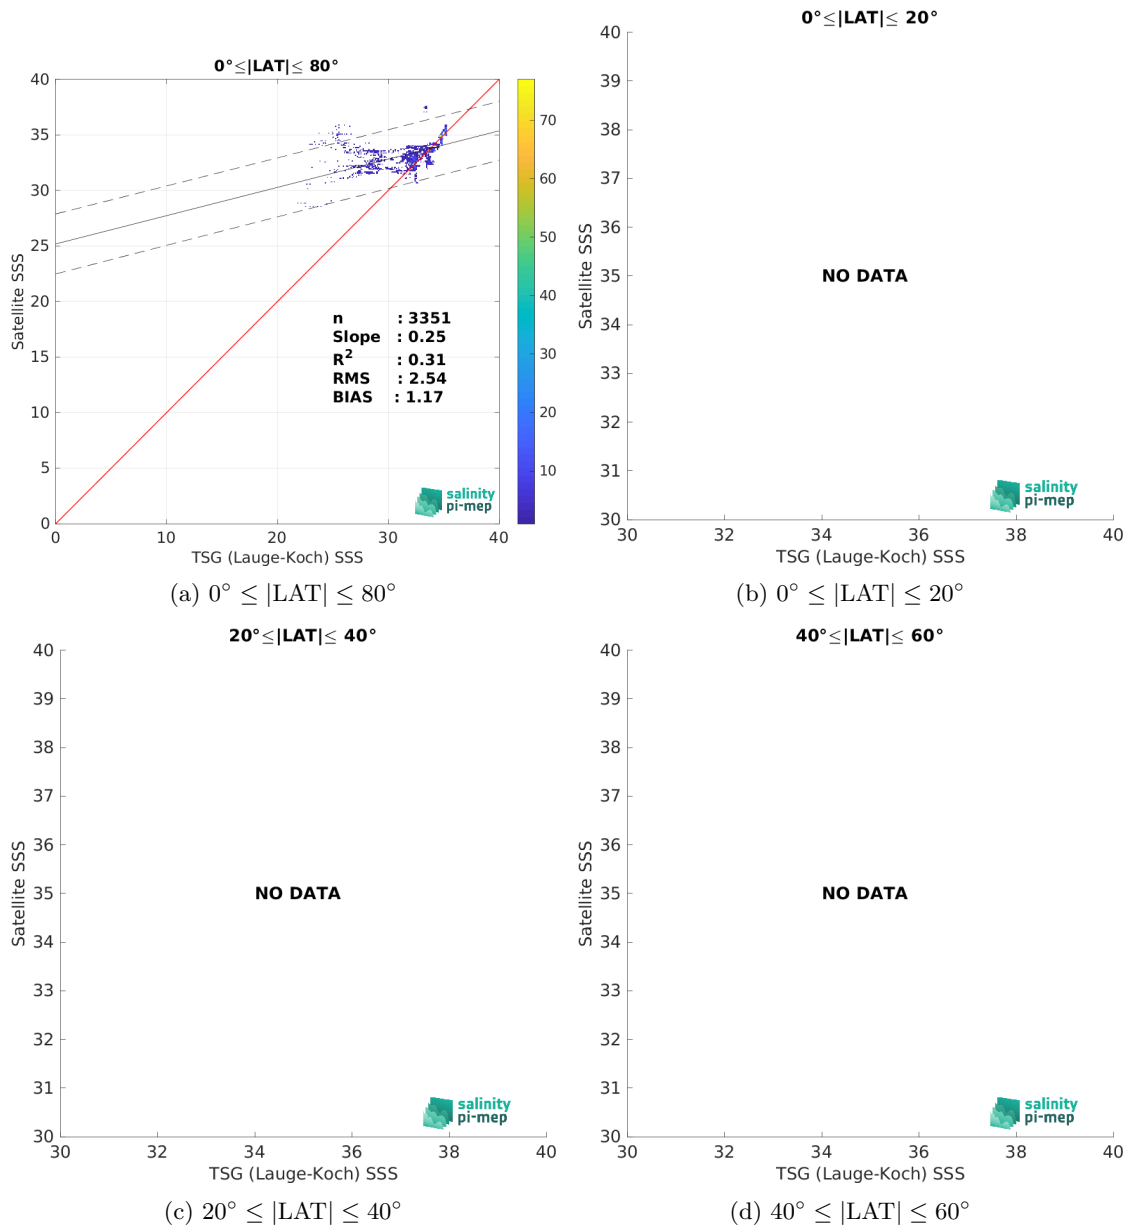 0°≤|LAT|≤ 80°
40
35
30
25
20
15
10
5
0
Satellite SSS
0
10
20
30
40
TSG (Lauge-Koch) SSS
n : 3351
Slope : 0.25
R² : 0.31
RMS : 2.54
BIAS : 1.17
salinity
pi-mep
70
60
50
40
30
20
10
(a) 0° ≤ |LAT| ≤ 80°
0°≤|LAT|≤ 20°
40
39
38
37
36
35
34
33
32
31
30
Satellite SSS
NO DATA
salinity
pi-mep
30
32
34
36
38
40
TSG (Lauge-Koch) SSS
(b) 0° ≤ |LAT| ≤ 20°
20°≤|LAT|≤ 40°
40
39
38
37
36
35
34
33
32
31
30
Satellite SSS
NO DATA
salinity
pi-mep
30
32
34
36
38
40
TSG (Lauge-Koch) SSS
(c) 20° ≤ |LAT| ≤ 40°
40°≤|LAT|≤ 60°
40
39
38
37
36
35
34
33
32
31
30
Satellite SSS
NO DATA
salinity
pi-mep
30
32
34
36
38
40
TSG (Lauge-Koch) SSS
(d) 40° ≤ |LAT| ≤ 60°